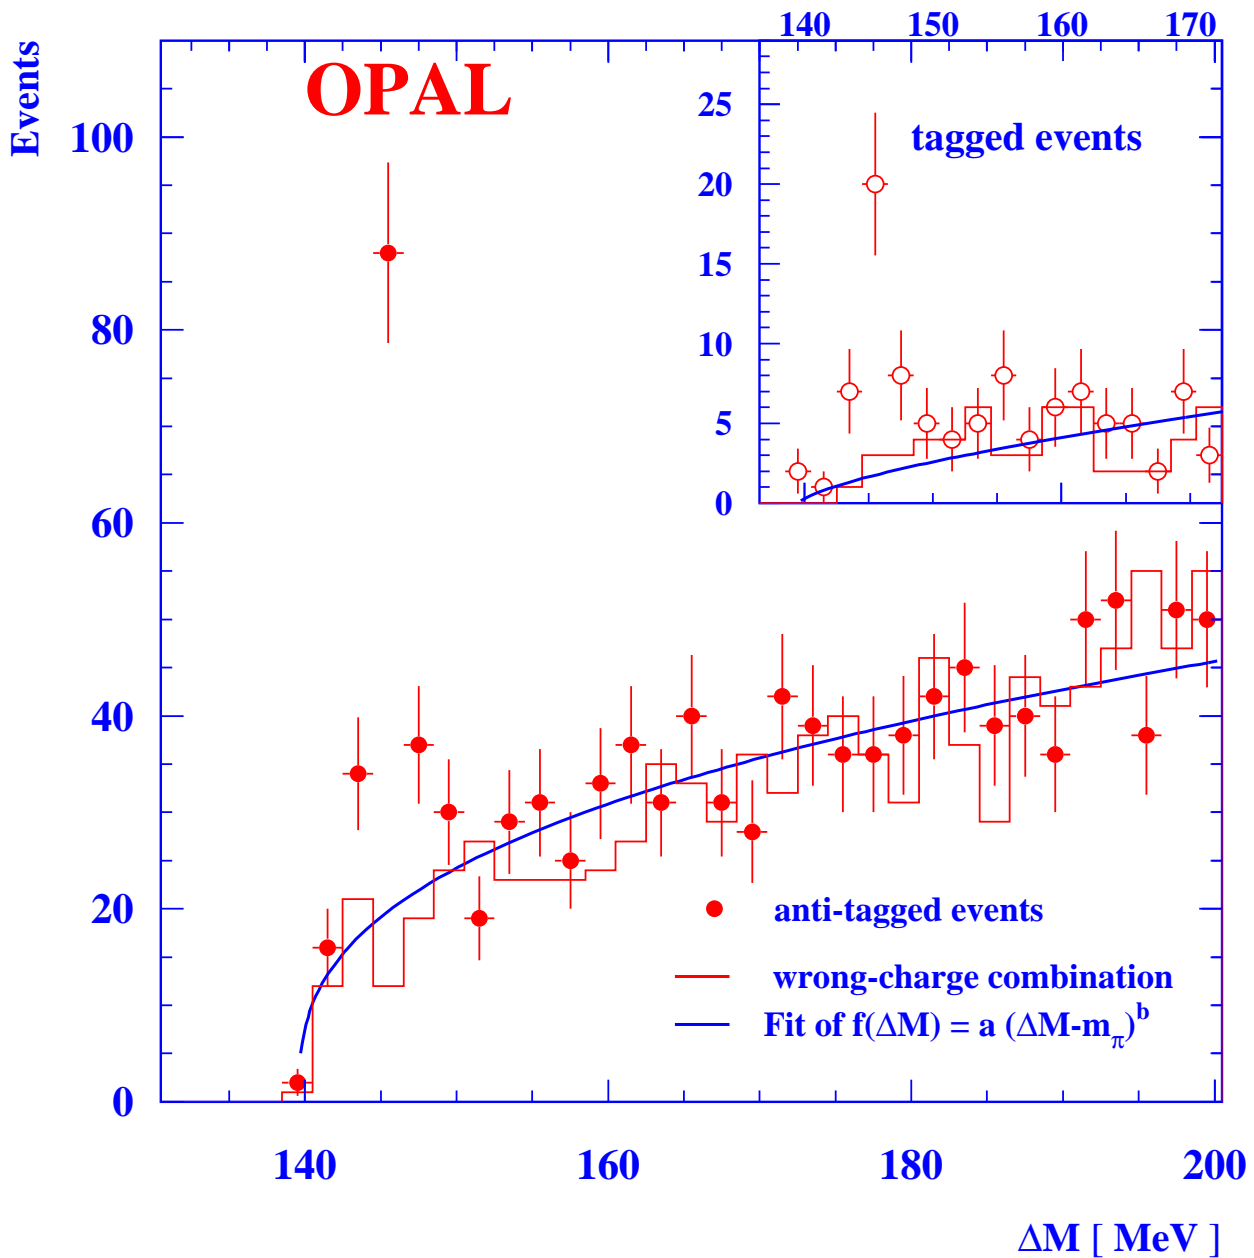 140 150 160 170
Events
OPAL
tagged events
25
20
15
10
5
0
100
80
60
40
20
0
anti-tagged events
wrong-charge combination
Fit of f(ΔM) = a (ΔM-m_π)^b
140 160 180 200
ΔM [ MeV ]